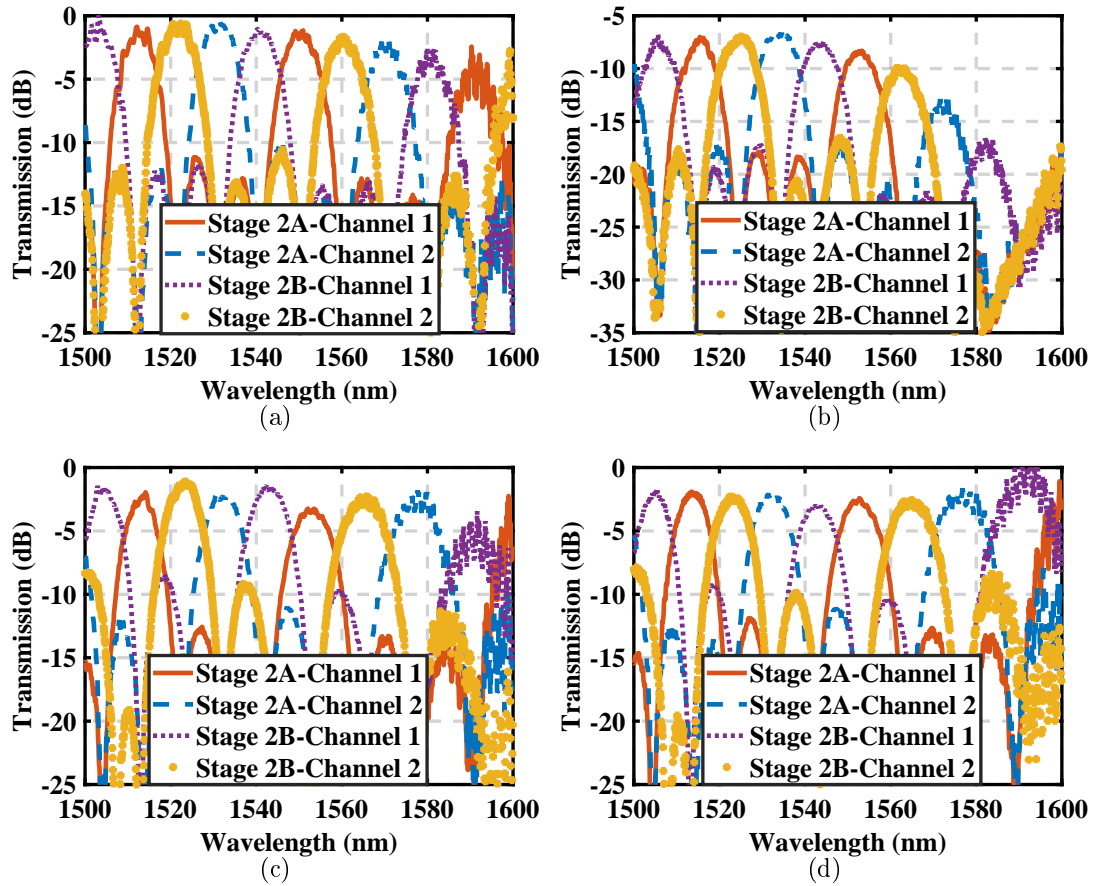 0
-5
-10
-15
-20
-25
Transmission (dB)
Stage 2A-Channel 1
Stage 2A-Channel 2
Stage 2B-Channel 1
Stage 2B-Channel 2
1500 1520 1540 1560 1580 1600
Wavelength (nm)
(a)
-5
-10
-15
-20
-25
-30
-35
Transmission (dB)
Stage 2A-Channel 1
Stage 2A-Channel 2
Stage 2B-Channel 1
Stage 2B-Channel 2
1500 1520 1540 1560 1580 1600
Wavelength (nm)
(b)
0
-5
-10
-15
-20
-25
Transmission (dB)
Stage 2A-Channel 1
Stage 2A-Channel 2
Stage 2B-Channel 1
Stage 2B-Channel 2
1500 1520 1540 1560 1580 1600
Wavelength (nm)
(c)
0
-5
-10
-15
-20
-25
Transmission (dB)
Stage 2A-Channel 1
Stage 2A-Channel 2
Stage 2B-Channel 1
Stage 2B-Channel 2
1500 1520 1540 1560 1580 1600
Wavelength (nm)
(d)